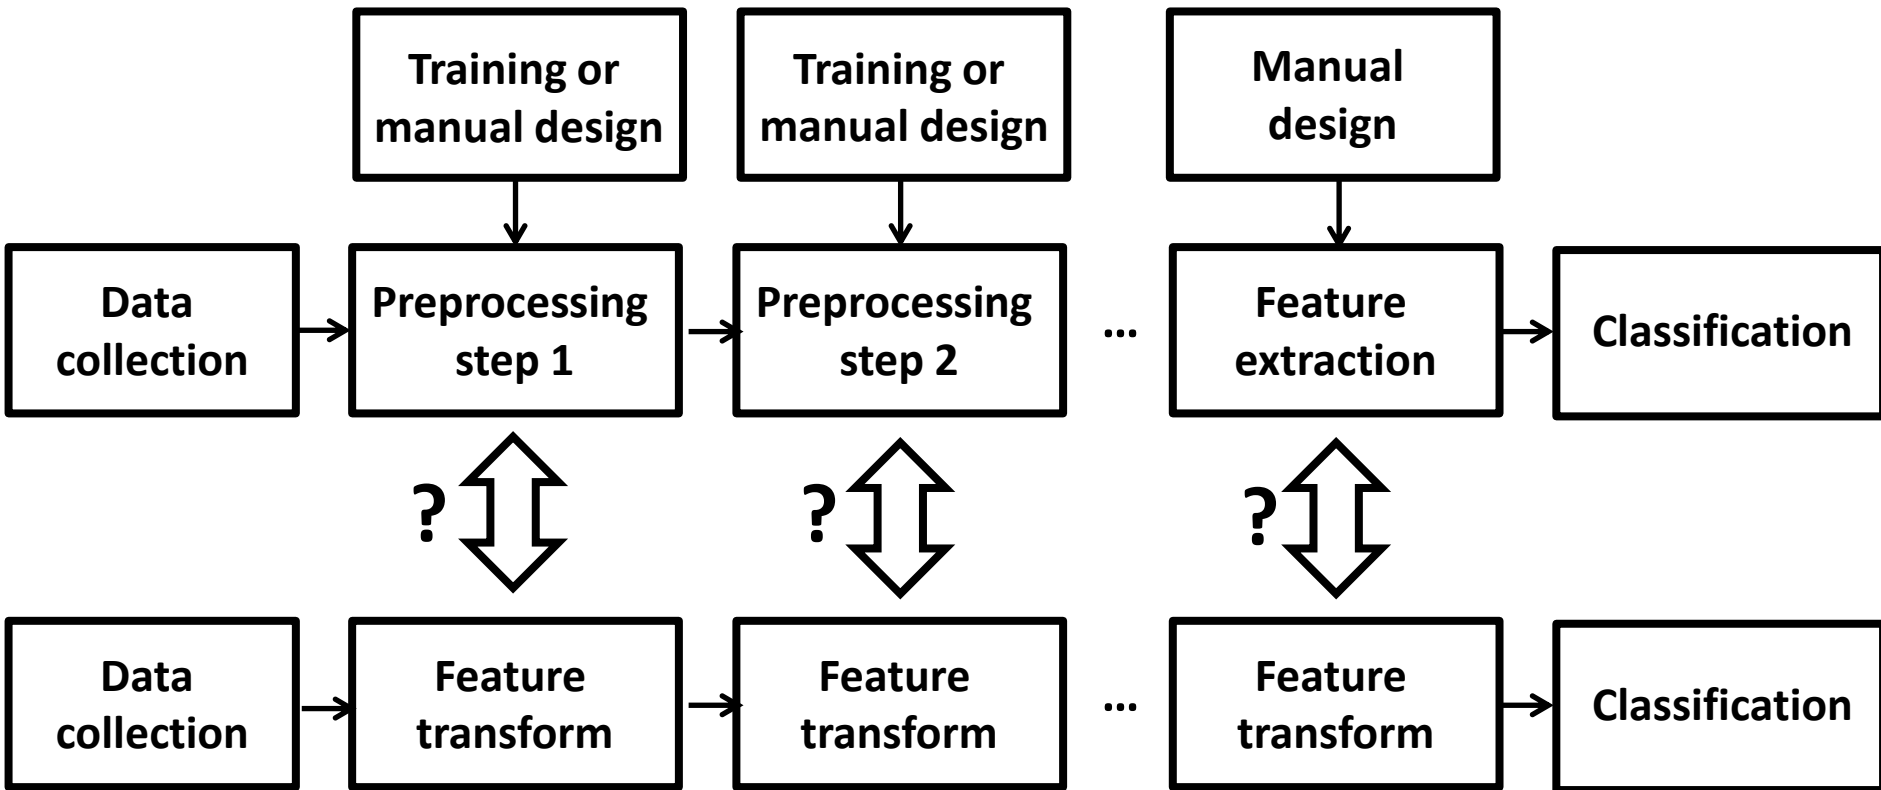 Training or
manual design
Training or
manual design
Manual
design
Data
collection
Preprocessing
step 1
Preprocessing
step 2
...
Feature
extraction
Classification
?
?
?
Data
collection
Feature
transform
Feature
transform
...
Feature
transform
Classification